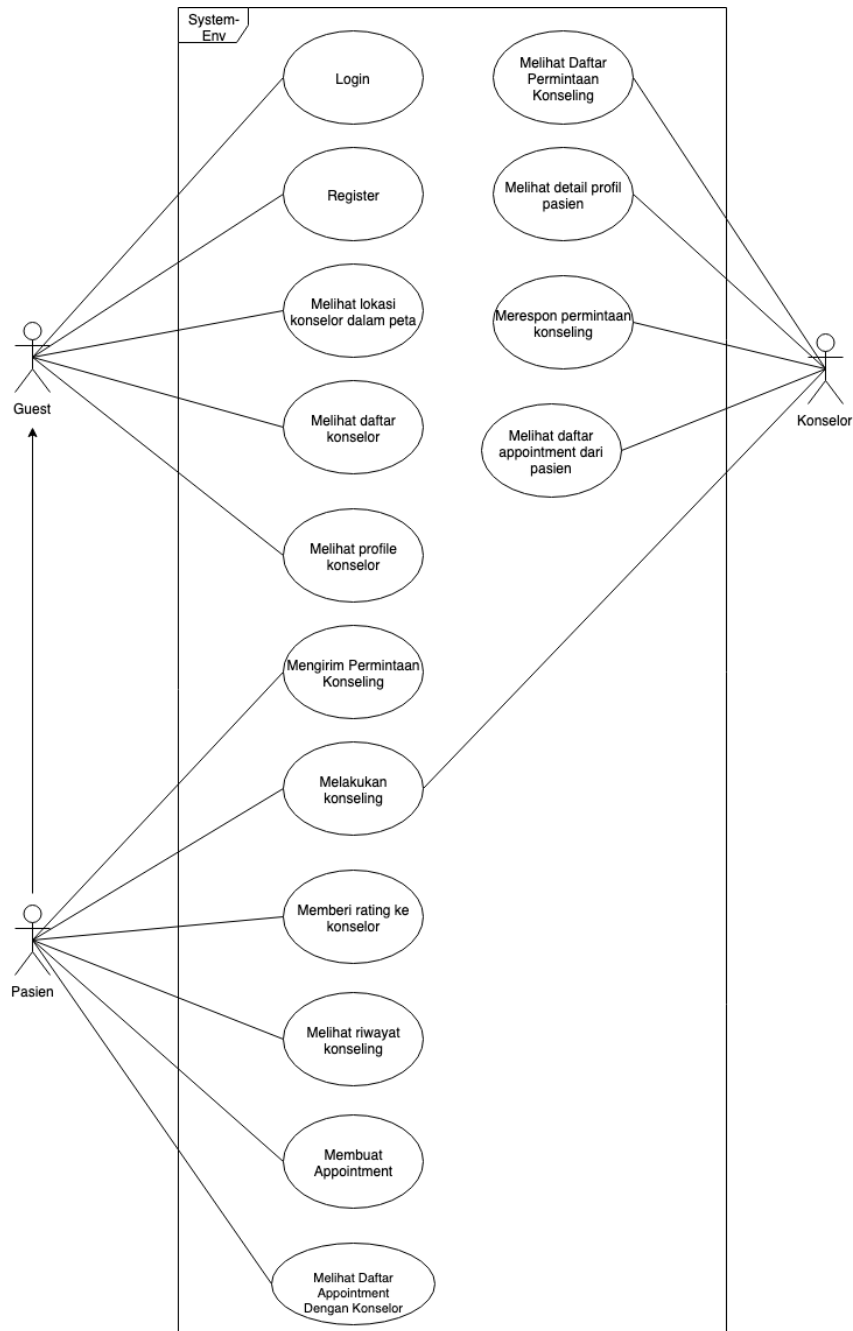 System-
Env
Login
Melihat Daftar
Permintaan
Konseling
Register
Melihat detail profil
pasien
Melihat lokasi
konselor dalam peta
Merespon permintaan
konseling
Guest
Konselor
Melihat daftar
konselor
Melihat daftar
appointment dari
pasien
Melihat profile
konselor
Mengirim Permintaan
Konseling
Melakukan
konseling
Memberi rating ke
konselor
Pasien
Melihat riwayat
konseling
Membuat
Appointment
Melihat Daftar
Appointment
Dengan Konselor